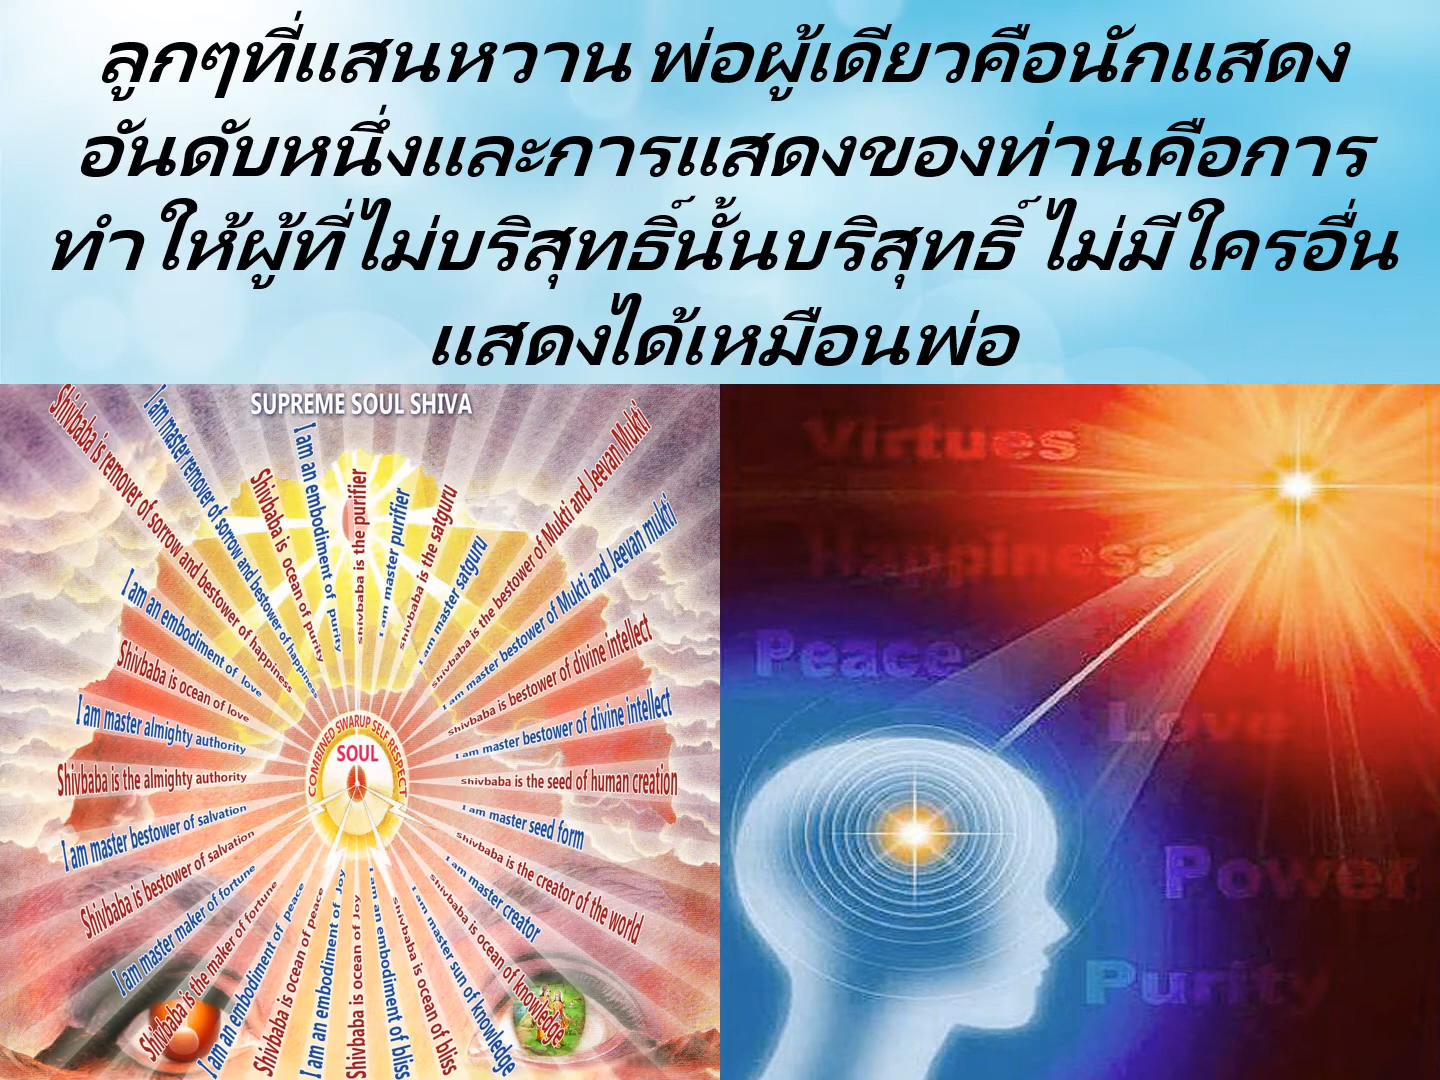 ลูกๆที่แสนหวาน พ่อผู้เดียวคือนักแสดง
อันดับหนึ่งและการแสดงของท่านคือการ
ทำให้ผู้ที่ไม่บริสุทธิ์นั้นบริสุทธิ์ ไม่มีใครอื่น
แสดงได้เหมือนพ่อ
SUPREME SOUL SHIVA
Shivbaba is remover of sorrow and bestower of happiness
I am master remover of sorrow and bestower of happiness
Shivbaba is ocean of purity
I am an embodiment of purity
Shivbaba is the purifier
I am master purifier
Shivbaba is the satguru
I am master satguru
Shivbaba is the bestower of Mukti and Jeevan Mukti
I am master bestower of Mukti and Jeevan mukti
Shivbaba is bestower of divine intellect
I am master bestower of divine intellect
Shivbaba is the seed of human creation
I am master seed form
Shivbaba is the creator of the world
I am master creator
Shivbaba is ocean of knowledge
I am master sun of knowledge
Shivbaba is ocean of bliss
I am an embodiment of bliss
Shivbaba is ocean of Joy
I am an embodiment of Joy
Shivbaba is ocean of peace
I am an embodiment of peace
Shivbaba is the maker of fortune
I am master maker of fortune
Shivbaba is bestower of salvation
I am master bestower of salvation
Shivbaba is the almighty authority
I am master almighty authority
Shivbaba is ocean of love
I am an embodiment of love
COMBINED SWARUP SELF RESPECT
SOUL
Virtues
Happiness
Peace
Love
Power
Purity